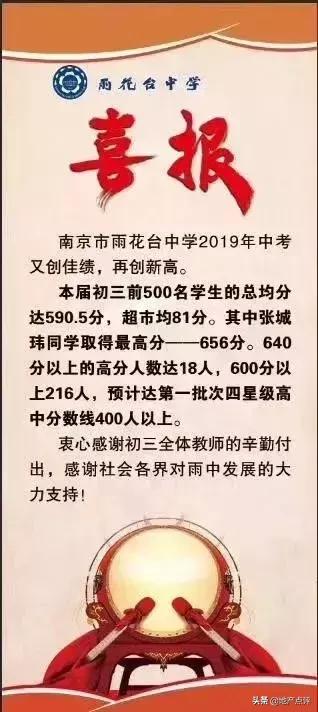 雨花台中学
喜报
南京市雨花台中学2019年中考
又创佳绩，再创新高。
本届初三前500名学生的总均分
达590.5分，超市均81分。其中张城
玮同学取得最高分——656分。640
分以上的高分人数达18人，600分以
上216人，预计达第一批次四星级高
中分数线400人以上。
衷心感谢初三全体教师的辛勤付
出，感谢社会各界对雨中发展的大
力支持！
头条 @地产点评